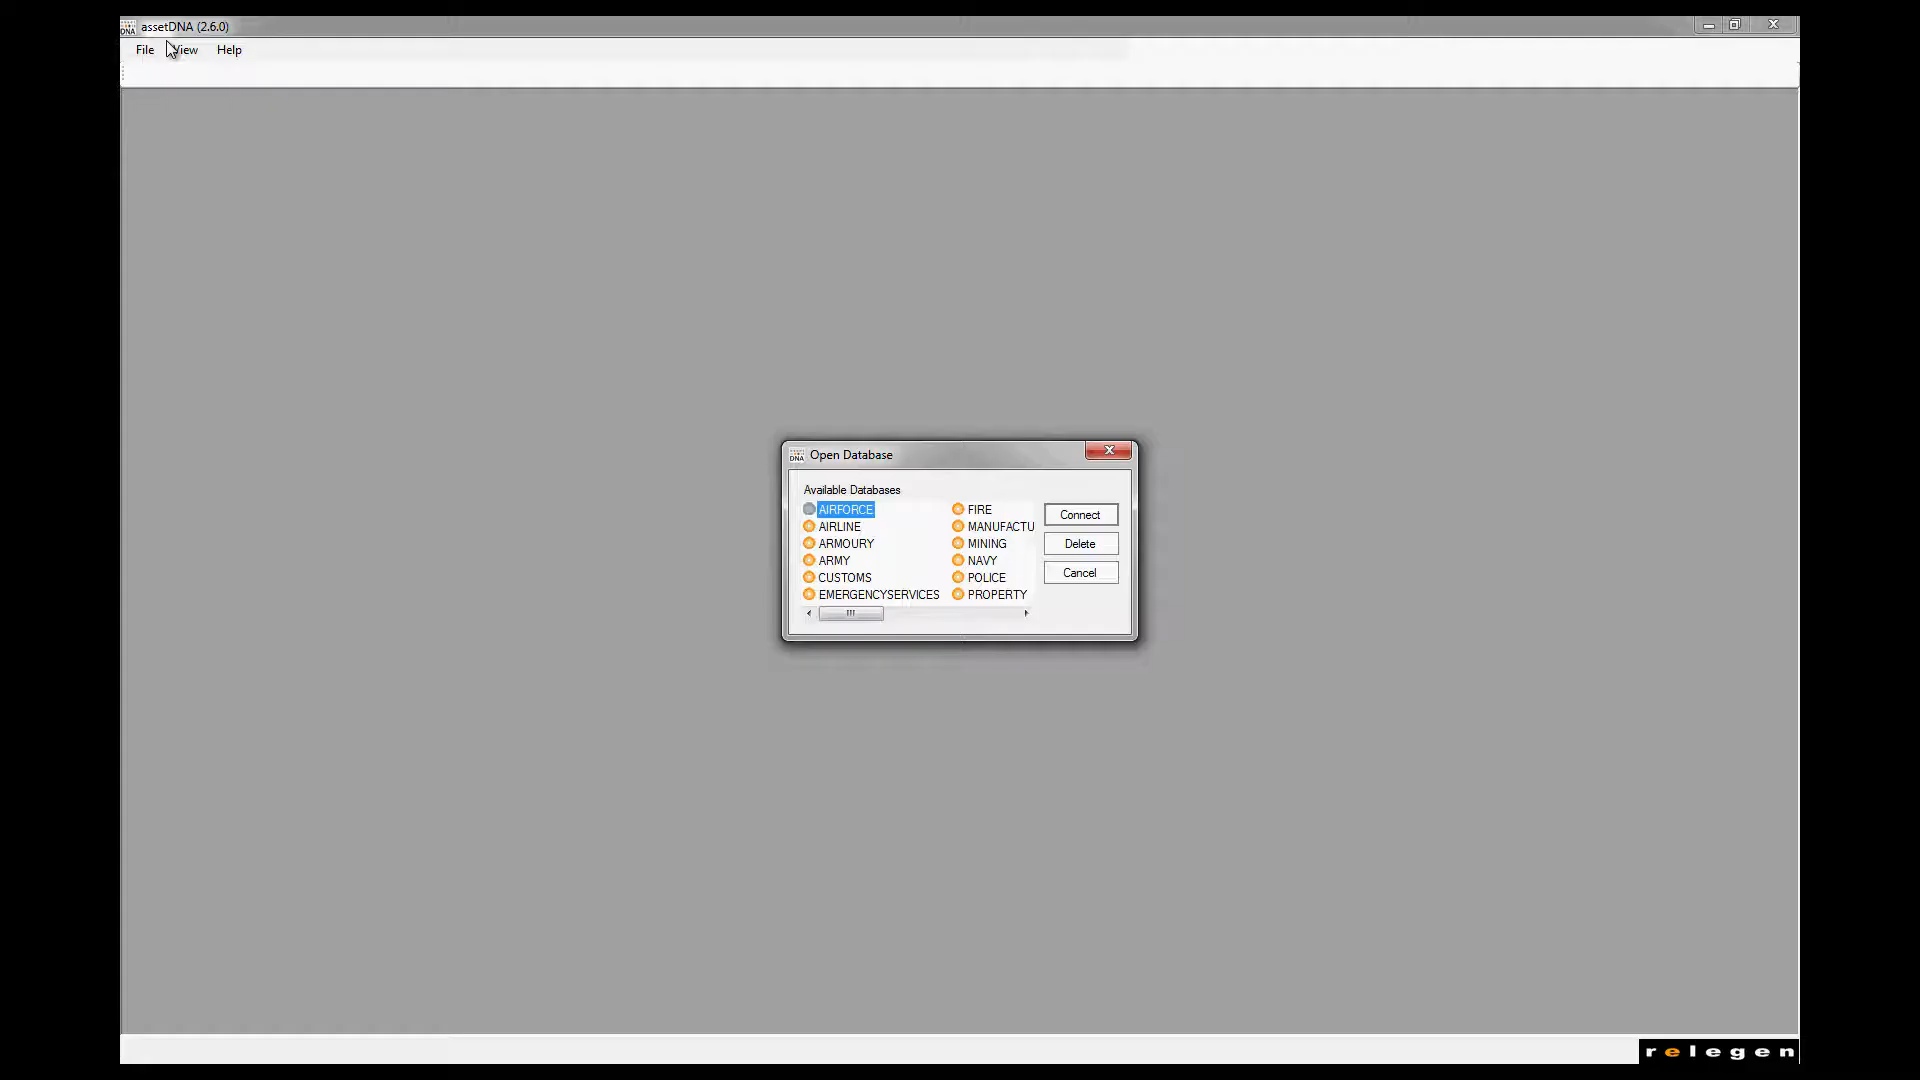 assetDNA (2.6.0)
File View Help
Open Database
Available Databases
AIRFORCE
AIRLINE
ARMOURY
ARMY
CUSTOMS
EMERGENCYSERVICES
FIRE
MANUFACTU
MINING
NAVY
POLICE
PROPERTY
Connect
Delete
Cancel
relegen